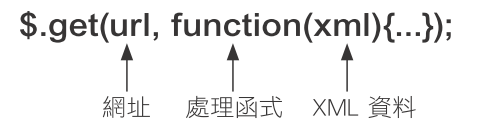 $.get(url, function(xml){...});
網址 處理函式 XML 資料